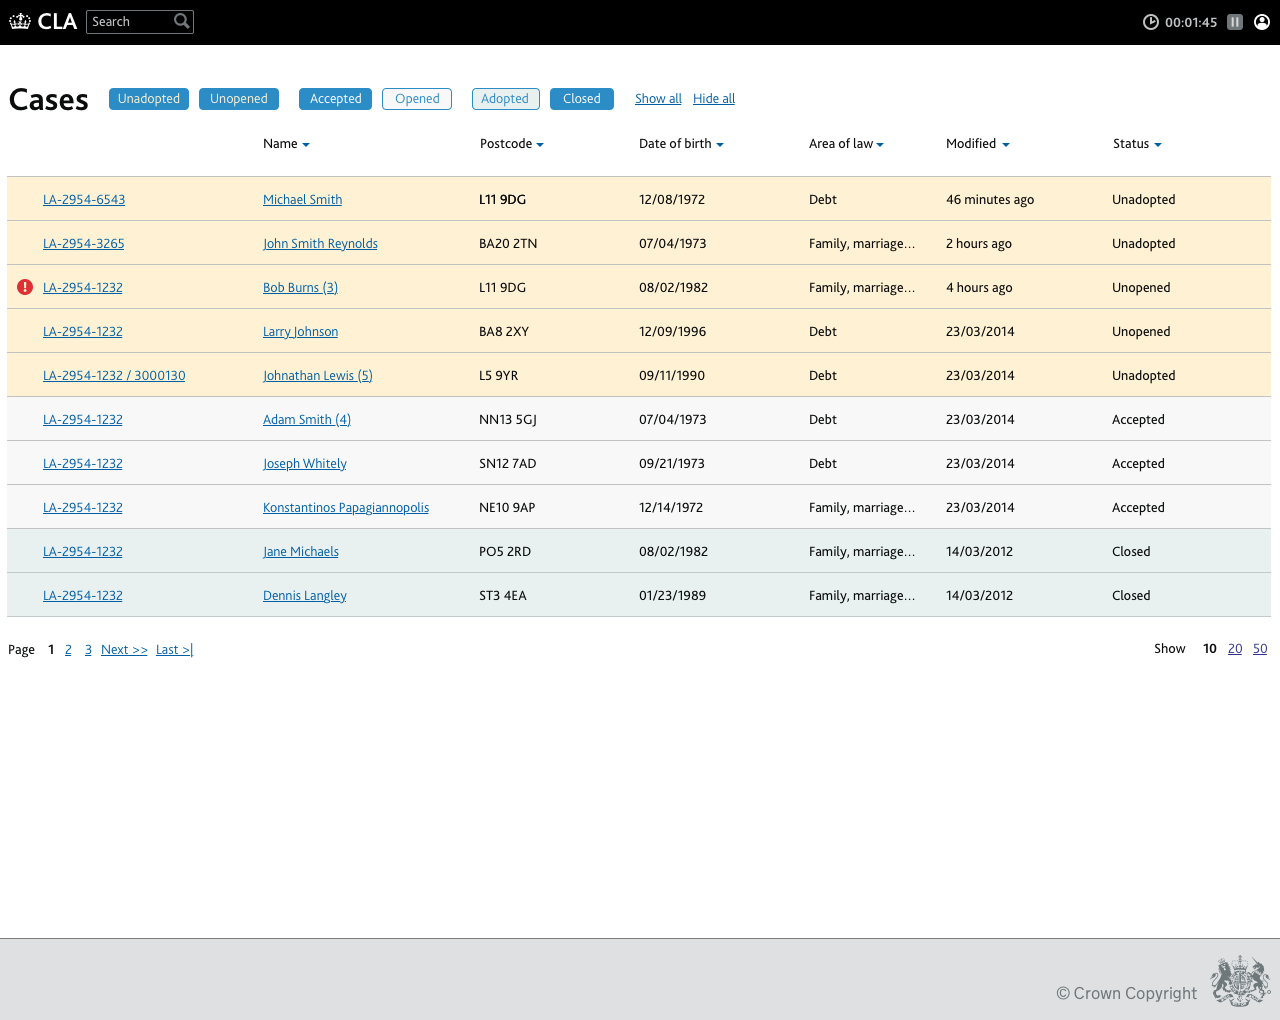 CLA Search 00:01:45
Cases Unadopted Unopened Accepted Opened Adopted Closed Show all Hide all
Name Postcode Date of birth Area of law Modified Status
LA-2954-6543 Michael Smith L11 9DG 12/08/1972 Debt 46 minutes ago Unadopted
LA-2954-3265 John Smith Reynolds BA20 2TN 07/04/1973 Family, marriage... 2 hours ago Unadopted
LA-2954-1232 Bob Burns (3) L11 9DG 08/02/1982 Family, marriage... 4 hours ago Unopened
LA-2954-1232 Larry Johnson BA8 2XY 12/09/1996 Debt 23/03/2014 Unopened
LA-2954-1232 / 3000130 Johnathan Lewis (5) L5 9YR 09/11/1990 Debt 23/03/2014 Unadopted
LA-2954-1232 Adam Smith (4) NN13 5GJ 07/04/1973 Debt 23/03/2014 Accepted
LA-2954-1232 Joseph Whitely SN12 7AD 09/21/1973 Debt 23/03/2014 Accepted
LA-2954-1232 Konstantinos Papagiannopolis NE10 9AP 12/14/1972 Family, marriage... 23/03/2014 Accepted
LA-2954-1232 Jane Michaels PO5 2RD 08/02/1982 Family, marriage... 14/03/2012 Closed
LA-2954-1232 Dennis Langley ST3 4EA 01/23/1989 Family, marriage... 14/03/2012 Closed
Page 1 2 3 Next >> Last >| Show 10 20 50
© Crown Copyright